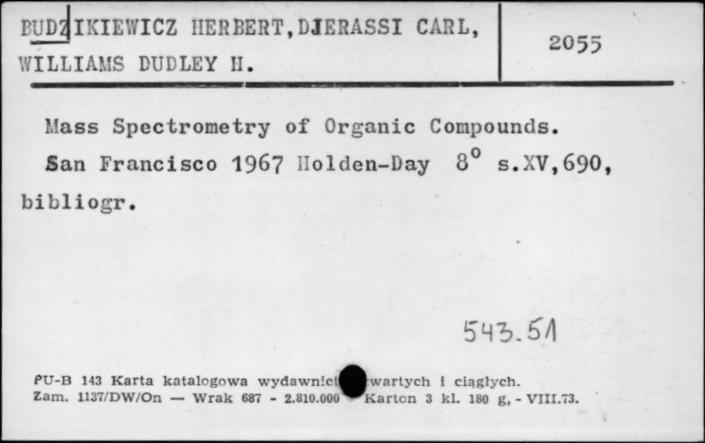 BUDZIKIEWICZ HERBERT, DJERASSI CARL,
2055
WILLIAMS DUDLEY H.
Mass Spectrometry of Organic Compounds.
San Francisco 1967 Holden-Day 8° s.XV,690,
bibliogr.
543.51
PU-B 143 Karta katalogowa wydawnict wartych i ciągłych.
Zam. 1137/DW/On — Wrak 687 - 2.810.000 Karton 3 kl. 180 g, - VIII.73.